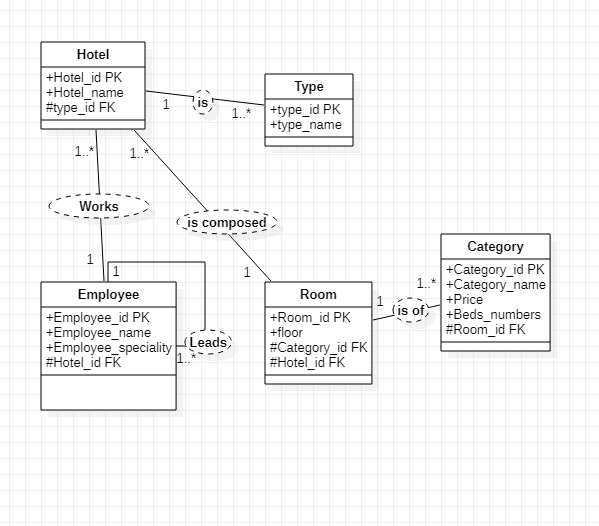 Hotel
+Hotel_id PK
+Hotel_name
#type_id FK
1
is
1..*
Type
+type_id PK
+type_name
1..*
1..*
Works
is composed
1
1
1
Employee
+Employee_id PK
+Employee_name
+Employee_speciality
#Hotel_id FK
Leads
1..*
Room
+Room_id PK
+floor
#Category_id FK
#Hotel_id FK
1
is of
1..*
Category
+Category_id PK
+Category_name
+Price
+Beds_numbers
#Room_id FK